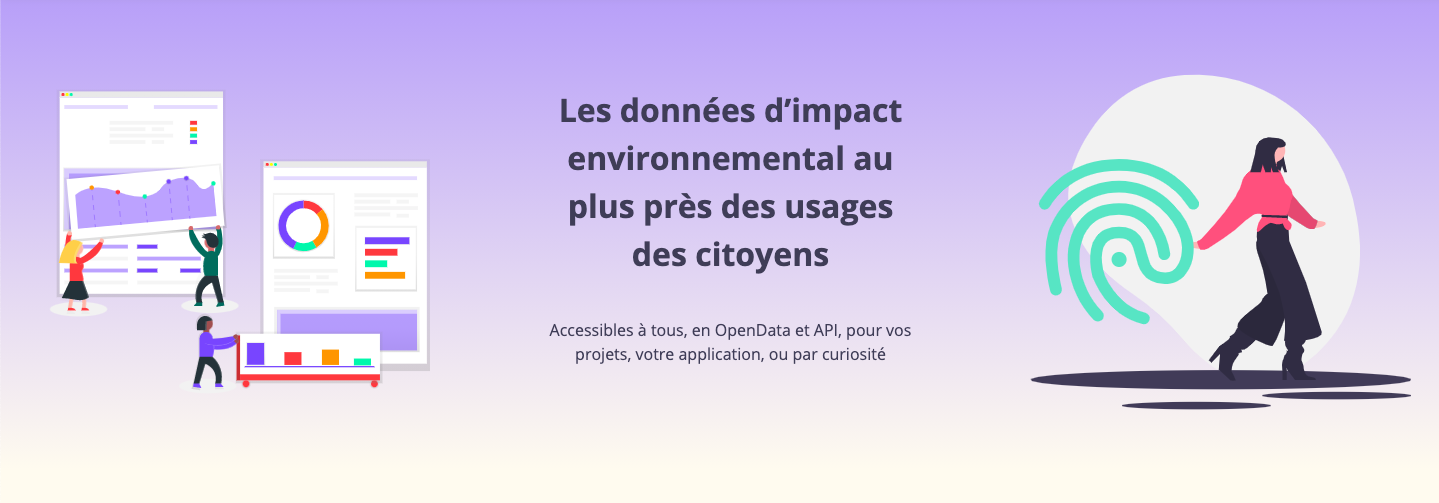 Les données d’impact
environnemental au
plus près des usages
des citoyens
Accessibles à tous, en OpenData et API, pour vos
projets, votre application, ou par curiosité